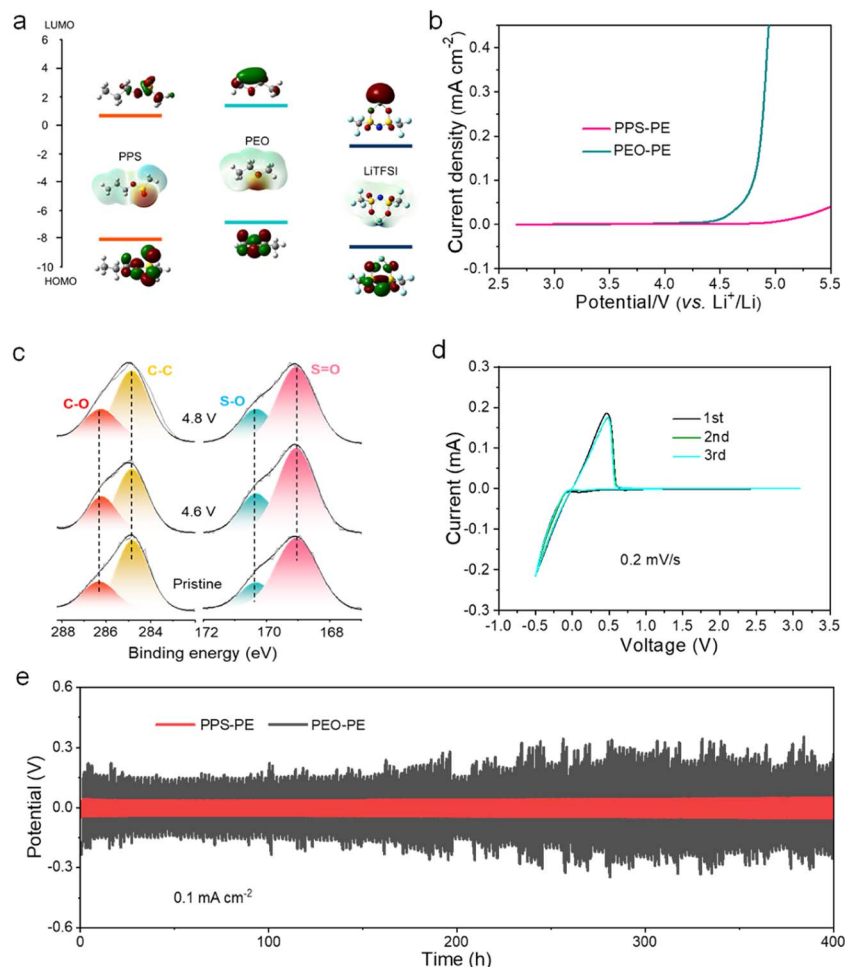 a
LUMO
6
4
2
0
-2
-4
-6
-8
-10
HOMO
PPS
PEO
LiTFSI
b
Current density (mA cm⁻²)
0.4
0.3
0.2
0.1
0.0
-0.1
PPS-PE
PEO-PE
2.5 3.0 3.5 4.0 4.5 5.0 5.5
Potential/V (vs. Li⁺/Li)
c
C-O
C-C
S-O
S=O
4.8 V
4.6 V
Pristine
288 286 284 172 170 168
Binding energy (eV)
d
Current (mA)
0.3
0.2
0.1
0.0
-0.1
-0.2
-0.3
1st
2nd
3rd
0.2 mV/s
-1.0 -0.5 0.0 0.5 1.0 1.5 2.0 2.5 3.0 3.5
Voltage (V)
e
Potential (V)
0.6
0.3
0.0
-0.3
-0.6
PPS-PE PEO-PE
0.1 mA cm⁻²
0 100 200 300 400
Time (h)